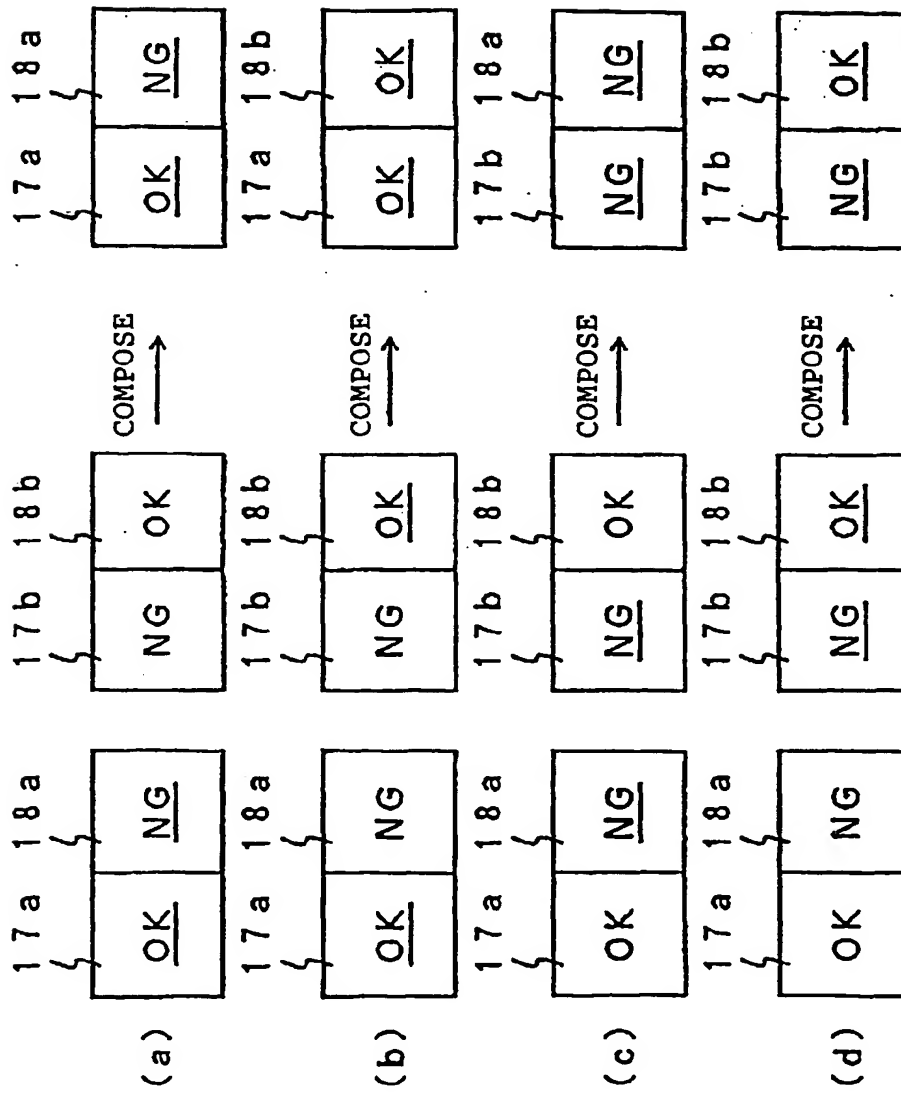 17a 18a 17b 18b 17a 18a
(a) OK NG NG OK COMPOSE OK NG
17a 18a 17b 18b 17a 18b
(b) OK NG NG OK COMPOSE OK OK
17a 18a 17b 18b 17b 18a
(c) OK NG NG OK COMPOSE NG NG
17a 18a 17b 18b 17b 18b
(d) OK NG NG OK COMPOSE NG OK